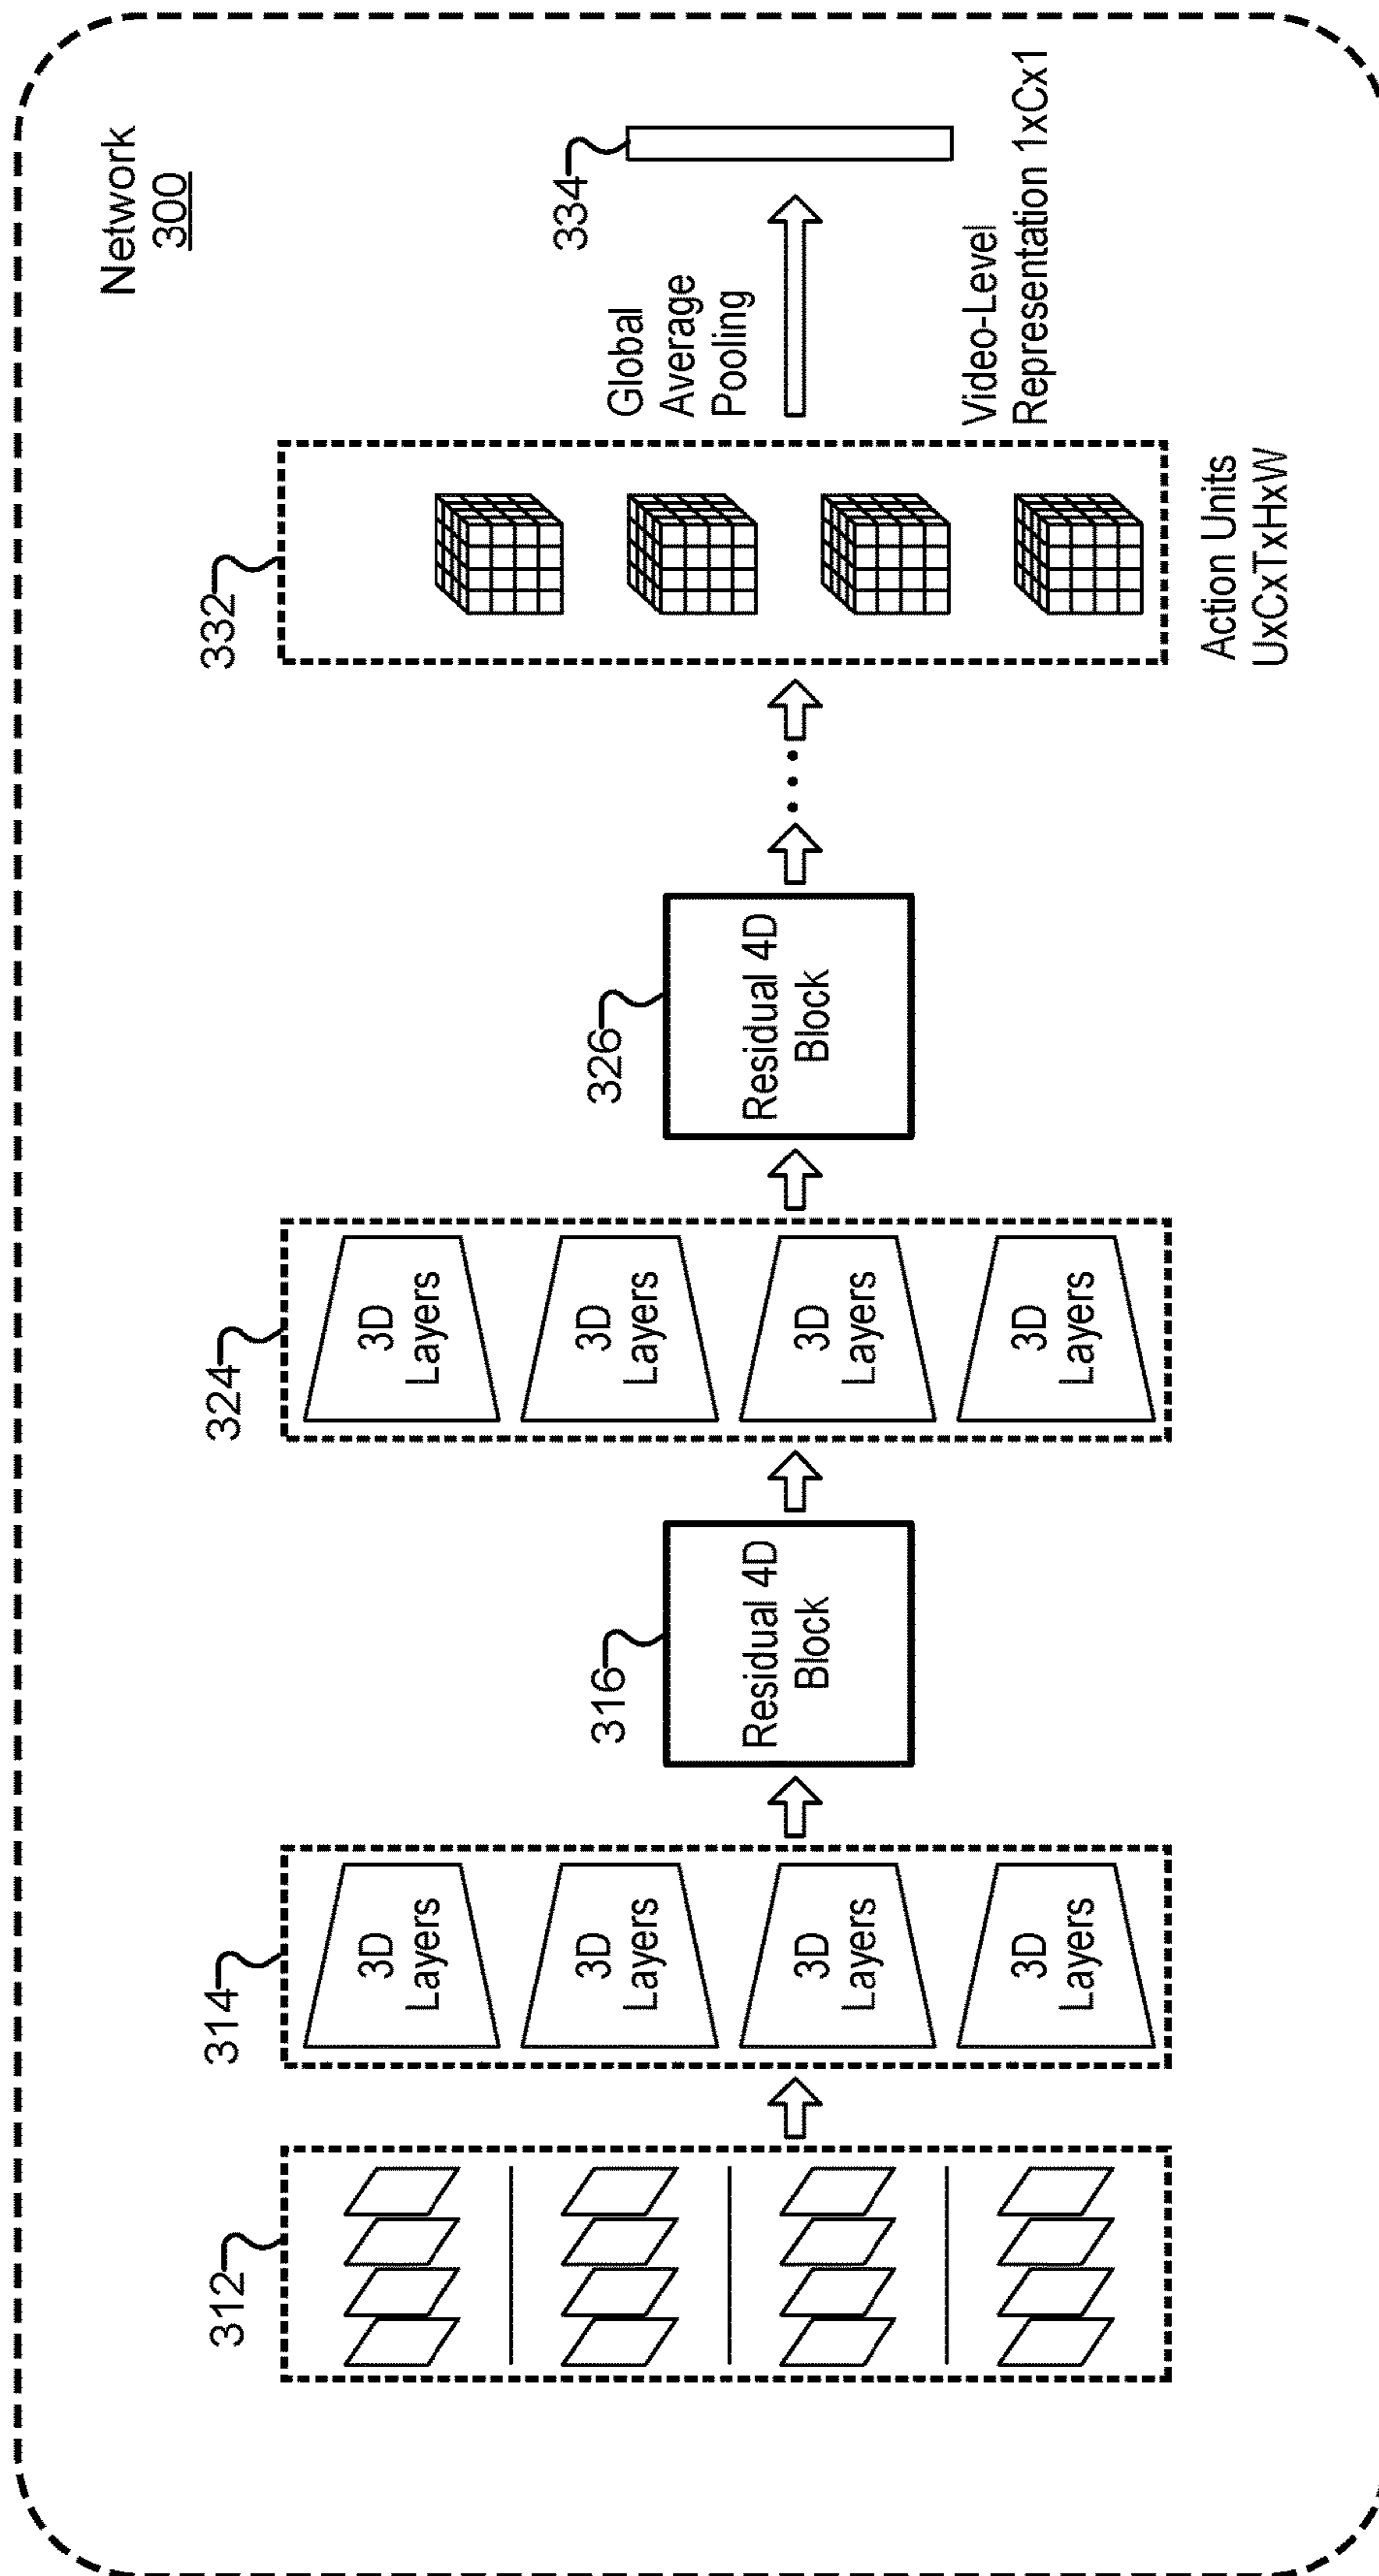 Network
300
312
314
3D
Layers
3D
Layers
3D
Layers
3D
Layers
316
Residual 4D
Block
324
3D
Layers
3D
Layers
3D
Layers
3D
Layers
326
Residual 4D
Block
332
Action Units
UxCxTxHxW
Global
Average
Pooling
334
Video-Level
Representation 1xCx1